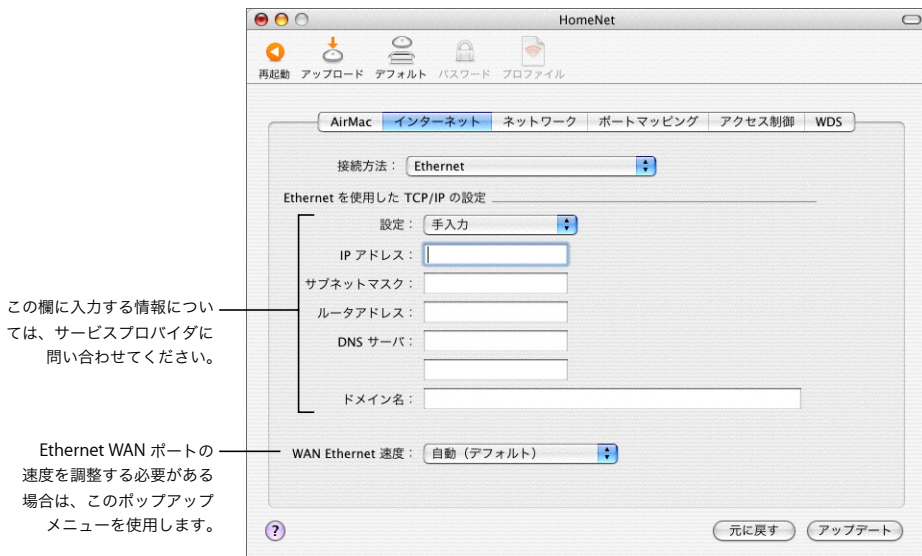 HomeNet
再起動 アップロード デフォルト パスワード プロファイル
AirMac インターネット ネットワーク ポートマッピング アクセス制御 WDS
接続方法： Ethernet
Ethernet を使用した TCP/IP の設定
設定： 手入力
IP アドレス：
サブネットマスク：
ルータアドレス：
DNS サーバ：
ドメイン名：
この欄に入力する情報につい
ては、サービスプロバイダに
問い合わせてください。
WAN Ethernet 速度： 自動（デフォルト）
Ethernet WAN ポートの
速度を調整する必要がある
場合は、このポップアップ
メニューを使用します。
?
元に戻す アップデート